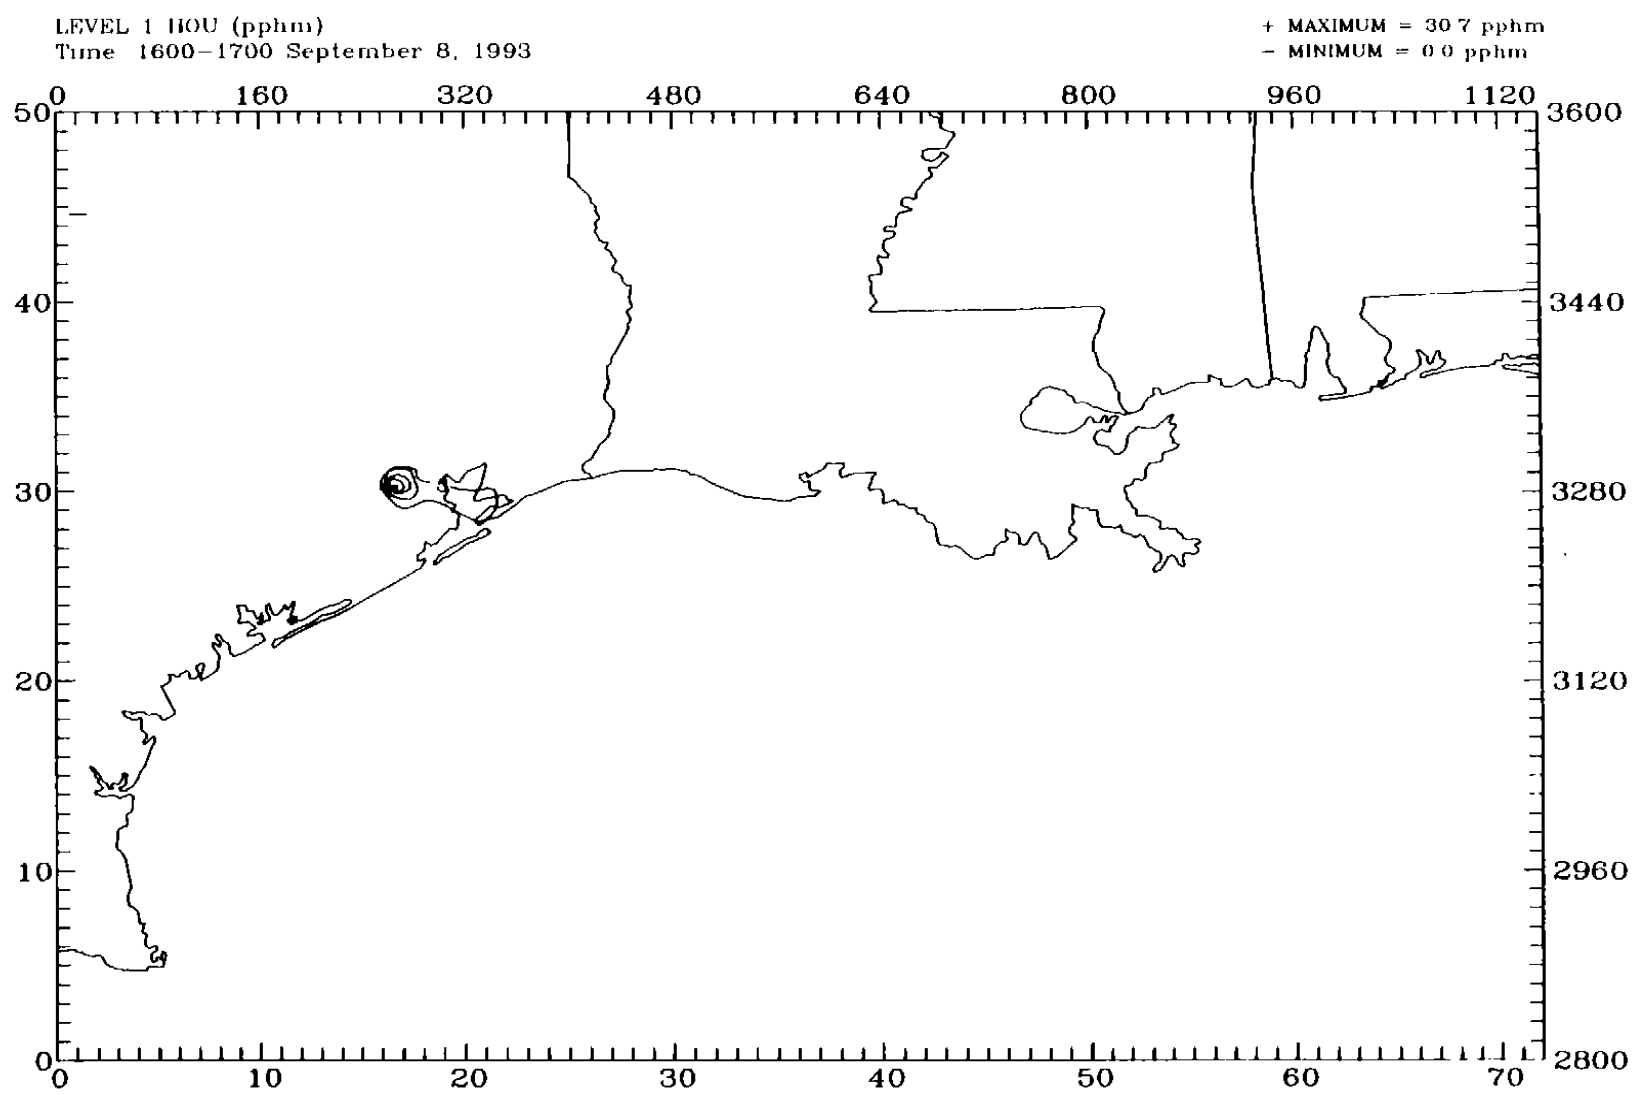 LEVEL 1 HOU (pphm)
Time 1600-1700 September 8, 1993
+ MAXIMUM = 30.7 pphm
- MINIMUM = 0.0 pphm
0 160 320 480 640 800 960 1120
50 3600
40 3440
30 3280
20 3120
10 2960
0 2800
0 10 20 30 40 50 60 70